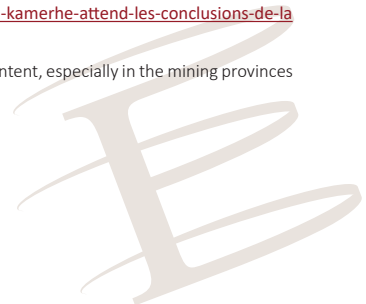 -kamerhe-attend-les-conclusions-de-la
ntent, especially in the mining provinces